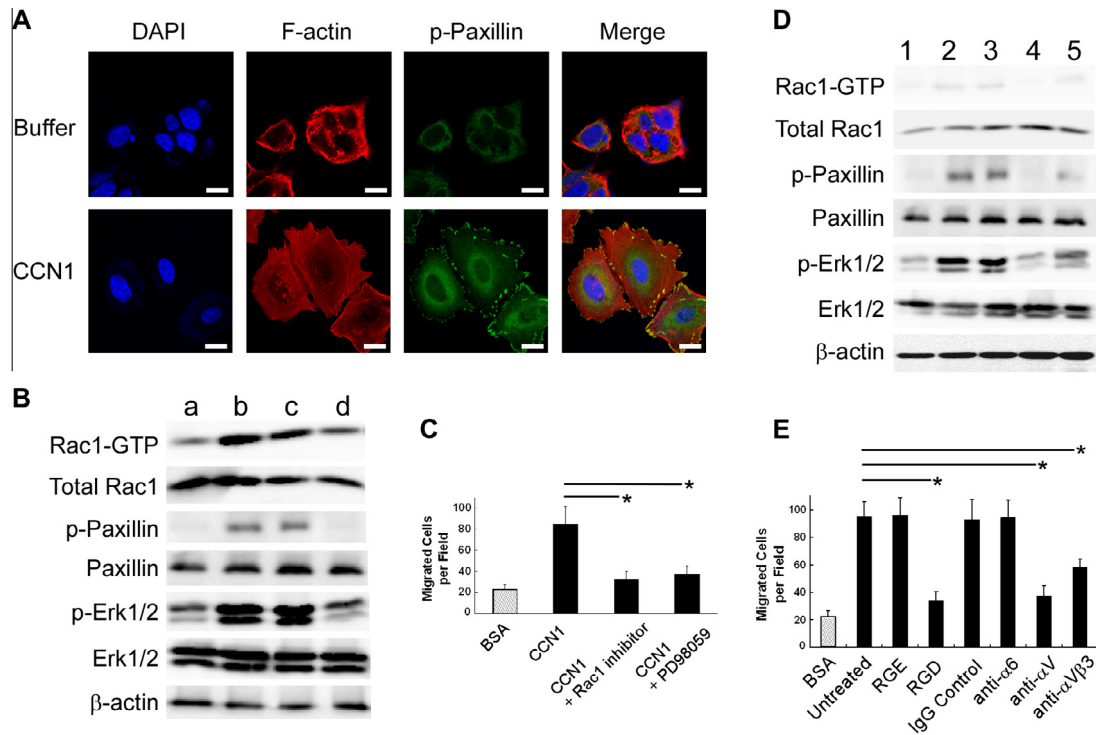 A
DAPI F-actin p-Paxillin Merge
Buffer
CCN1
B
a b c d
Rac1-GTP
Total Rac1
p-Paxillin
Paxillin
p-Erk1/2
Erk1/2
β-actin
C
Migrated Cells
per Field
100
80
60
40
20
0
*
*
BSA
CCN1
CCN1
+ Rac1 inhibitor
CCN1
+ PD98059
D
1 2 3 4 5
Rac1-GTP
Total Rac1
p-Paxillin
Paxillin
p-Erk1/2
Erk1/2
β-actin
E
Migrated Cells
per Field
100
80
60
40
20
0
*
*
*
BSA
Untreated
RGE
RGD
IgG Control
anti-α6
anti-αV
anti-αVβ3